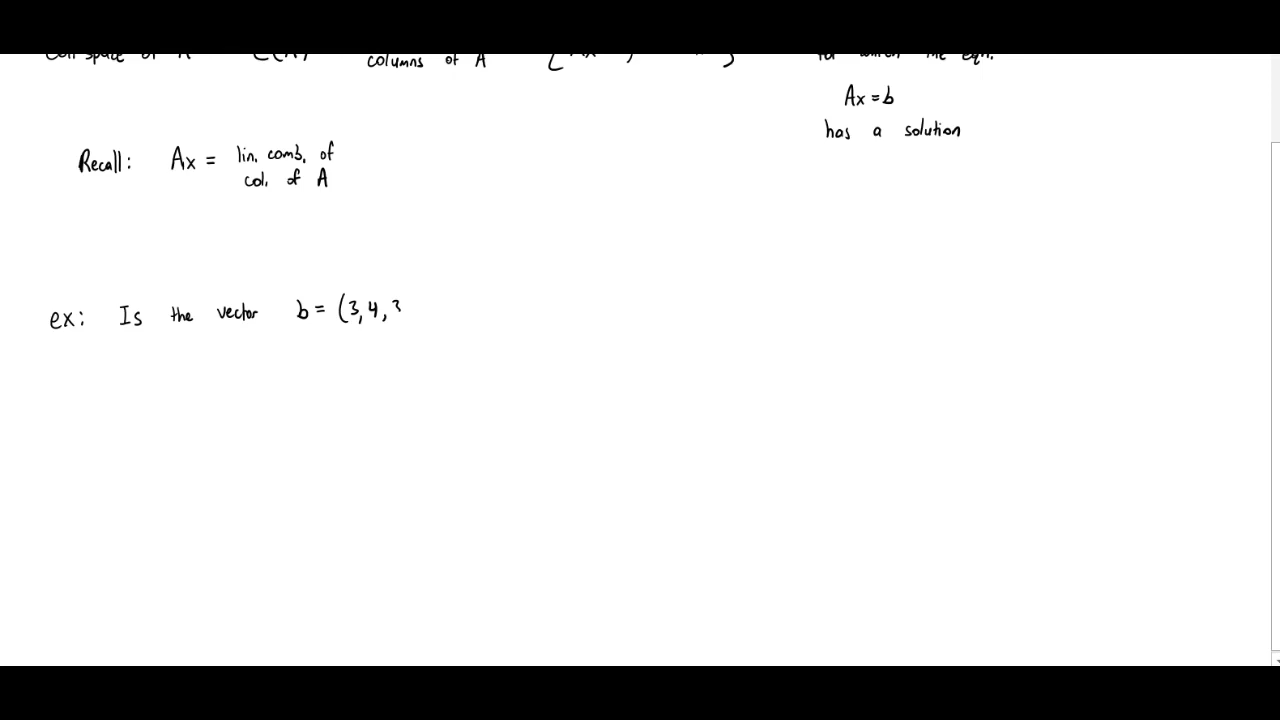 columns of A
Ax = b
has a solution
Recall: Ax = lin. comb. of
col. of A
ex: Is the vector b = (3, 4, 3